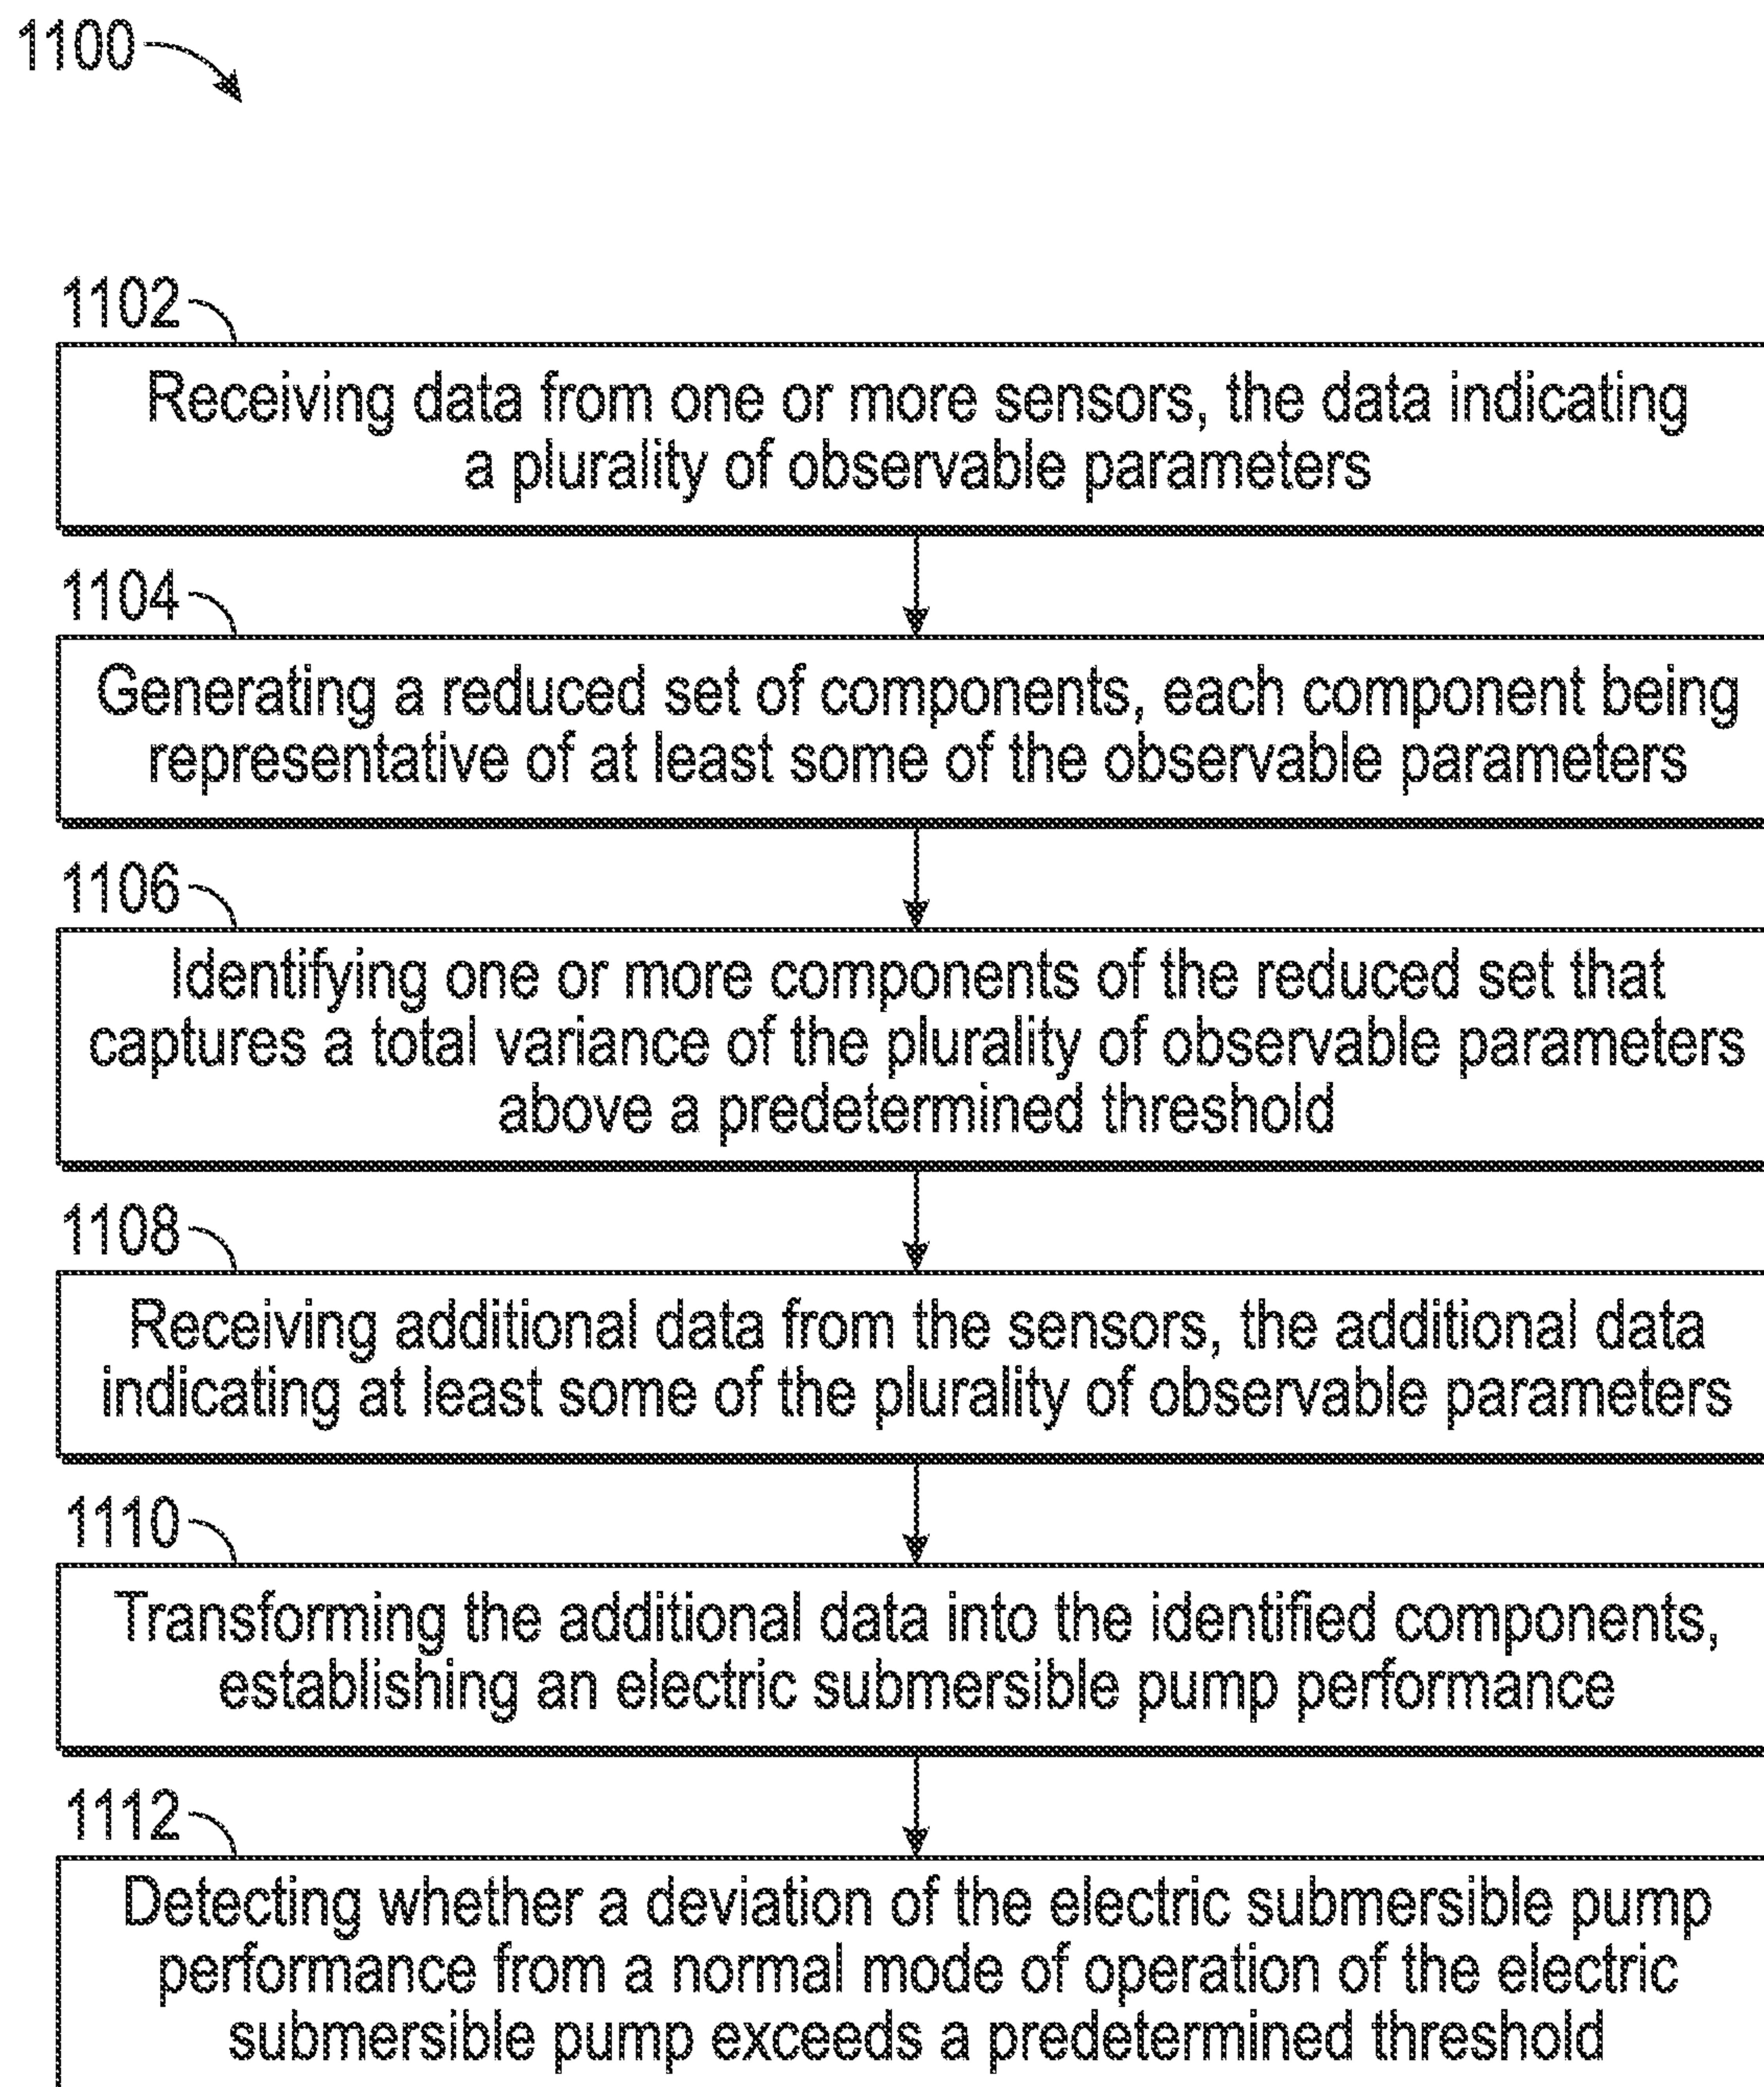 1100
1102
Receiving data from one or more sensors, the data indicating
a plurality of observable parameters
1104
Generating a reduced set of components, each component being
representative of at least some of the observable parameters
1106
Identifying one or more components of the reduced set that
captures a total variance of the plurality of observable parameters
above a predetermined threshold
1108
Receiving additional data from the sensors, the additional data
indicating at least some of the plurality of observable parameters
1110
Transforming the additional data into the identified components,
establishing an electric submersible pump performance
1112
Detecting whether a deviation of the electric submersible pump
performance from a normal mode of operation of the electric
submersible pump exceeds a predetermined threshold